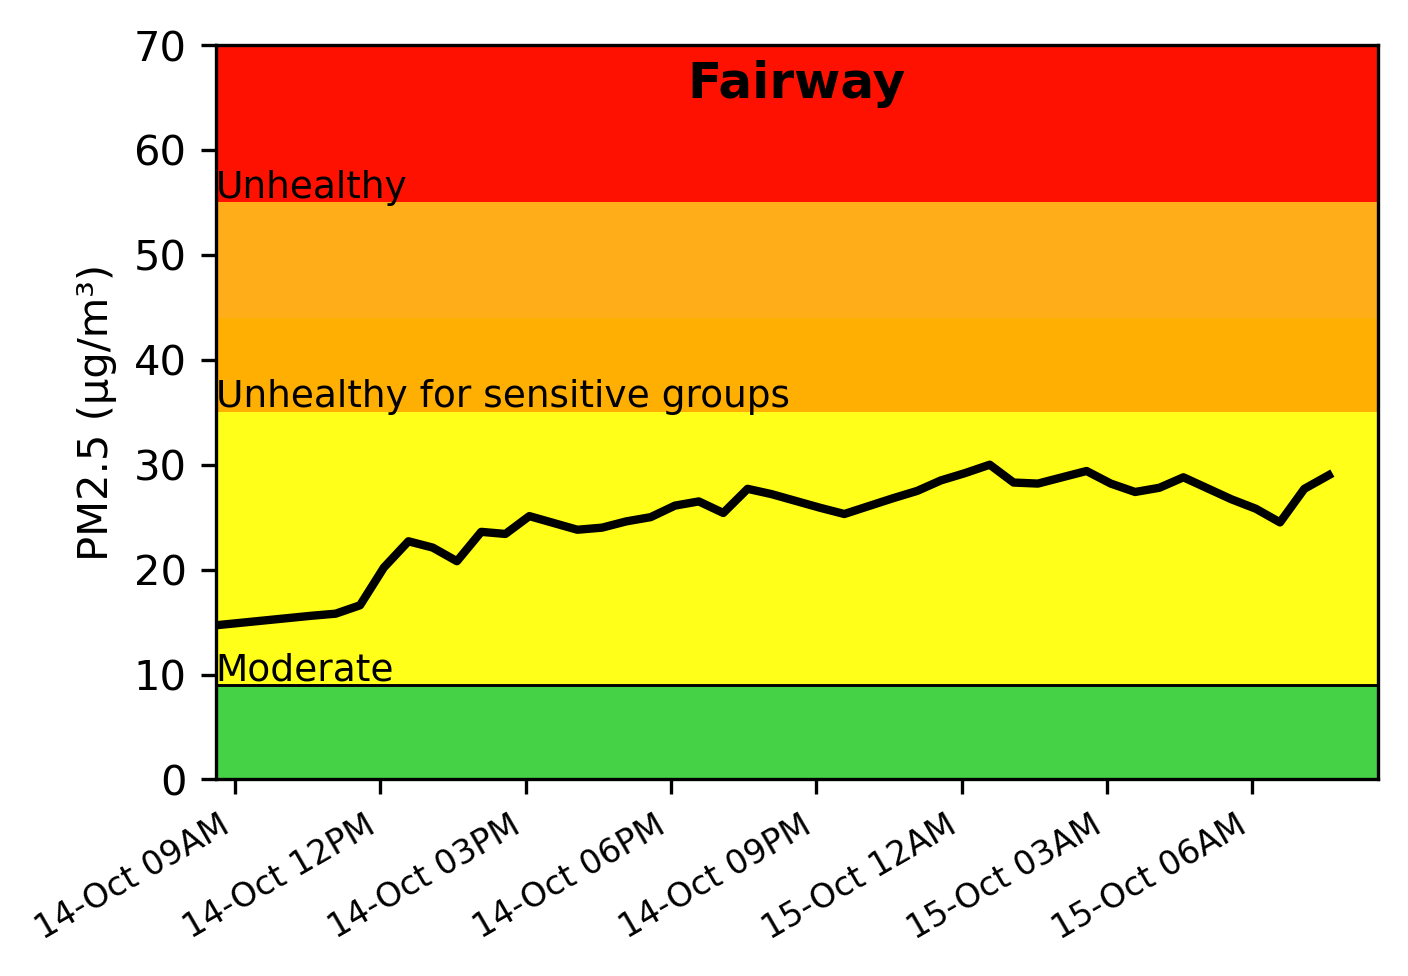 Fairway
70
60
Unhealthy
50
40
Unhealthy for sensitive groups
30
20
10
Moderate
0
PM2.5 (µg/m³)
14-Oct 09AM
14-Oct 12PM
14-Oct 03PM
14-Oct 06PM
14-Oct 09PM
15-Oct 12AM
15-Oct 03AM
15-Oct 06AM